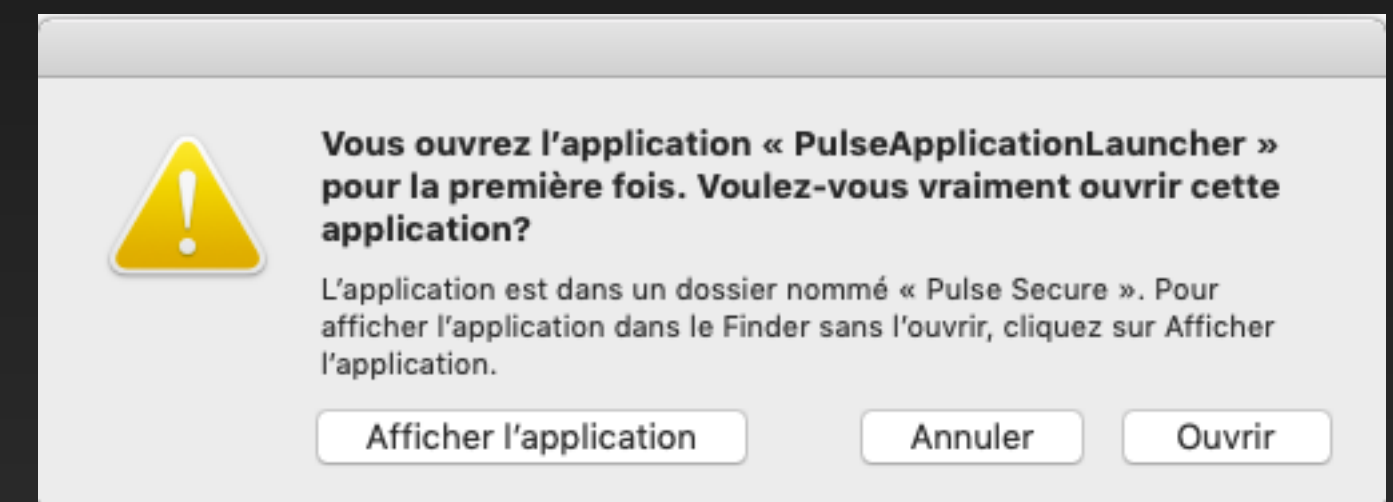 Vous ouvrez l'application « PulseApplicationLauncher »
pour la première fois. Voulez-vous vraiment ouvrir cette
application?
L'application est dans un dossier nommé « Pulse Secure ». Pour
afficher l'application dans le Finder sans l'ouvrir, cliquez sur Afficher
l'application.
Afficher l'application Annuler Ouvrir